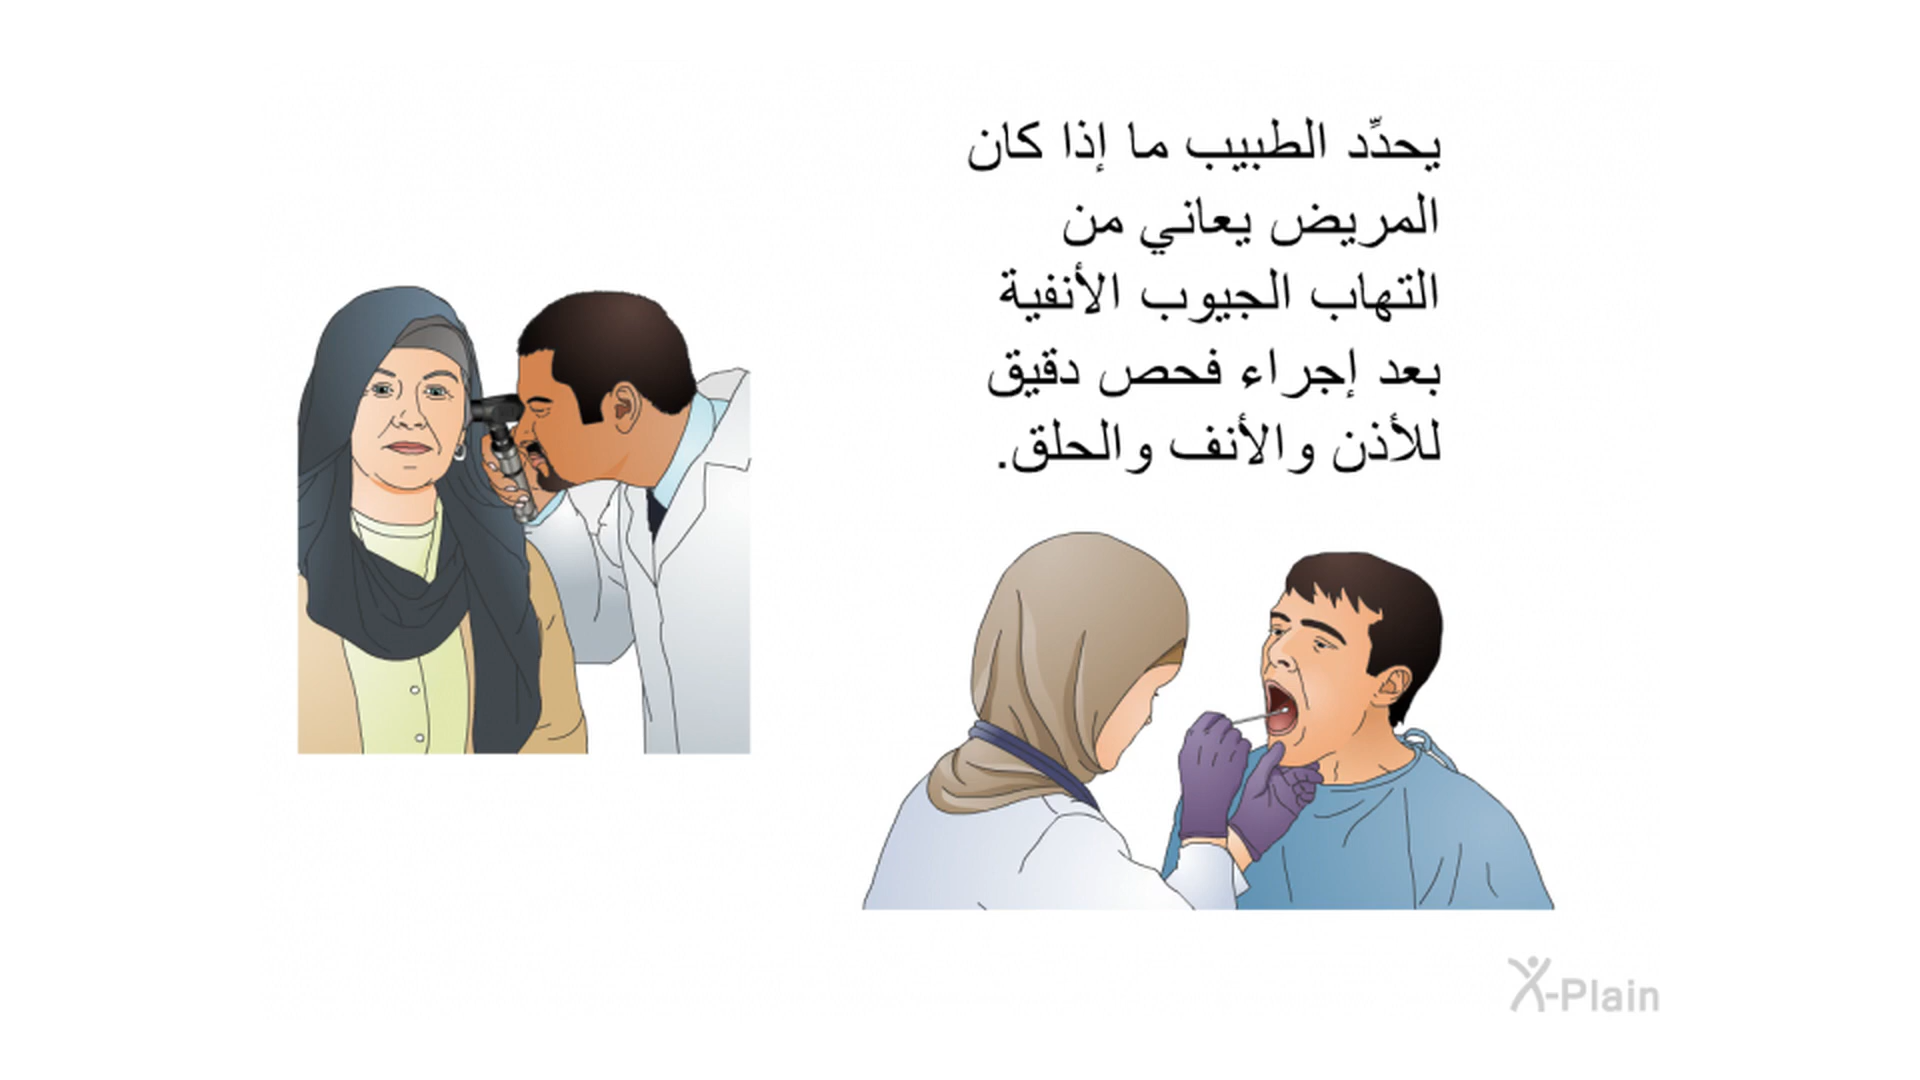 يحدِّد الطبيب ما إذا كان
المريض يعاني من
التهاب الجيوب الأنفية
بعد إجراء فحص دقيق
للأذن والأنف والحلق.
X-Plain